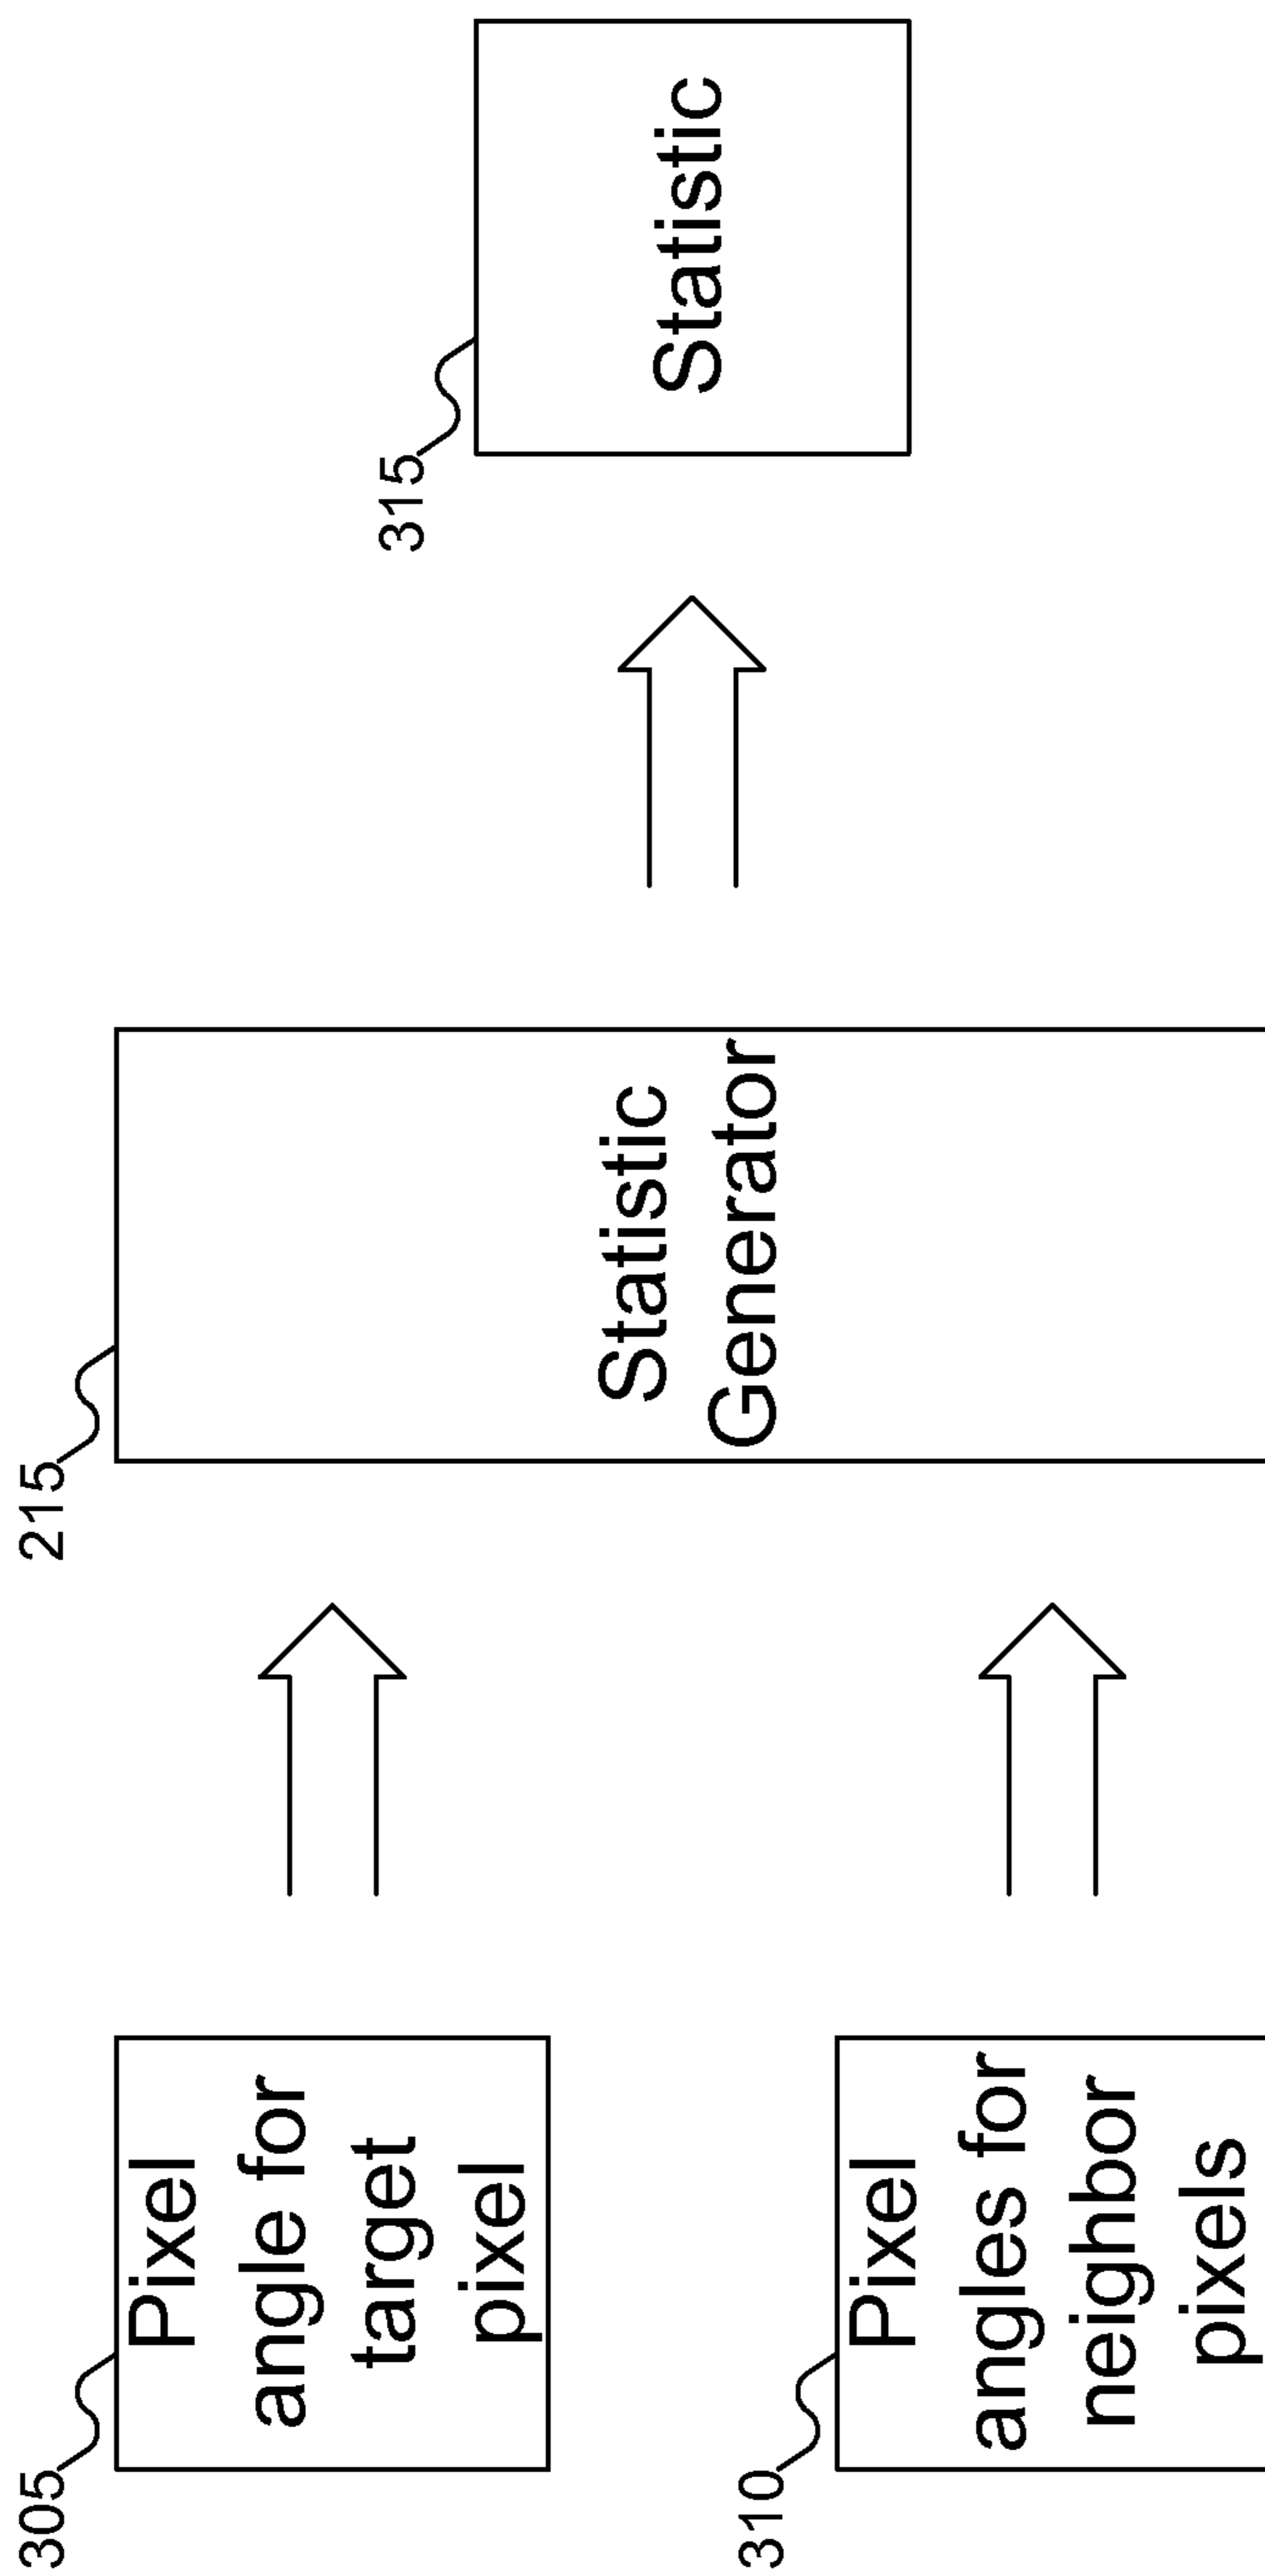 305
Pixel
angle for
target
pixel
310
Pixel
angles for
neighbor
pixels
215
Statistic
Generator
315
Statistic